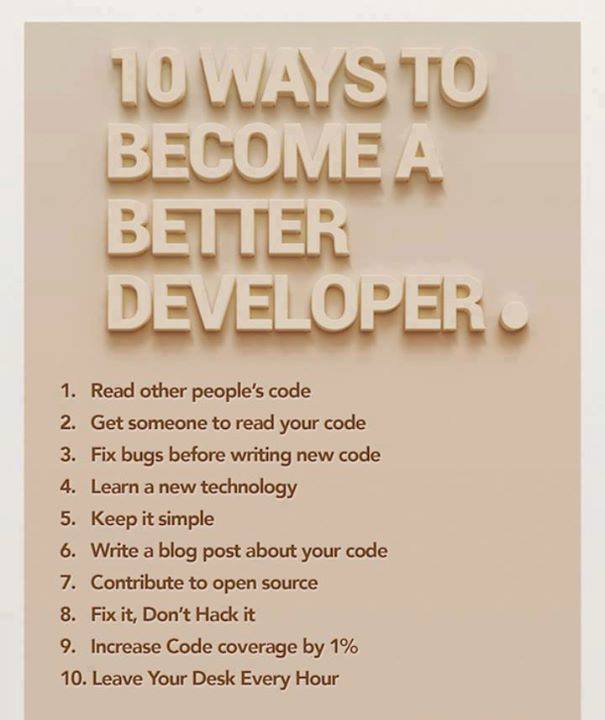 10 WAYS TO
BECOME A
BETTER
DEVELOPER.
1. Read other people's code
2. Get someone to read your code
3. Fix bugs before writing new code
4. Learn a new technology
5. Keep it simple
6. Write a blog post about your code
7. Contribute to open source
8. Fix it, Don't Hack it
9. Increase Code coverage by 1%
10. Leave Your Desk Every Hour